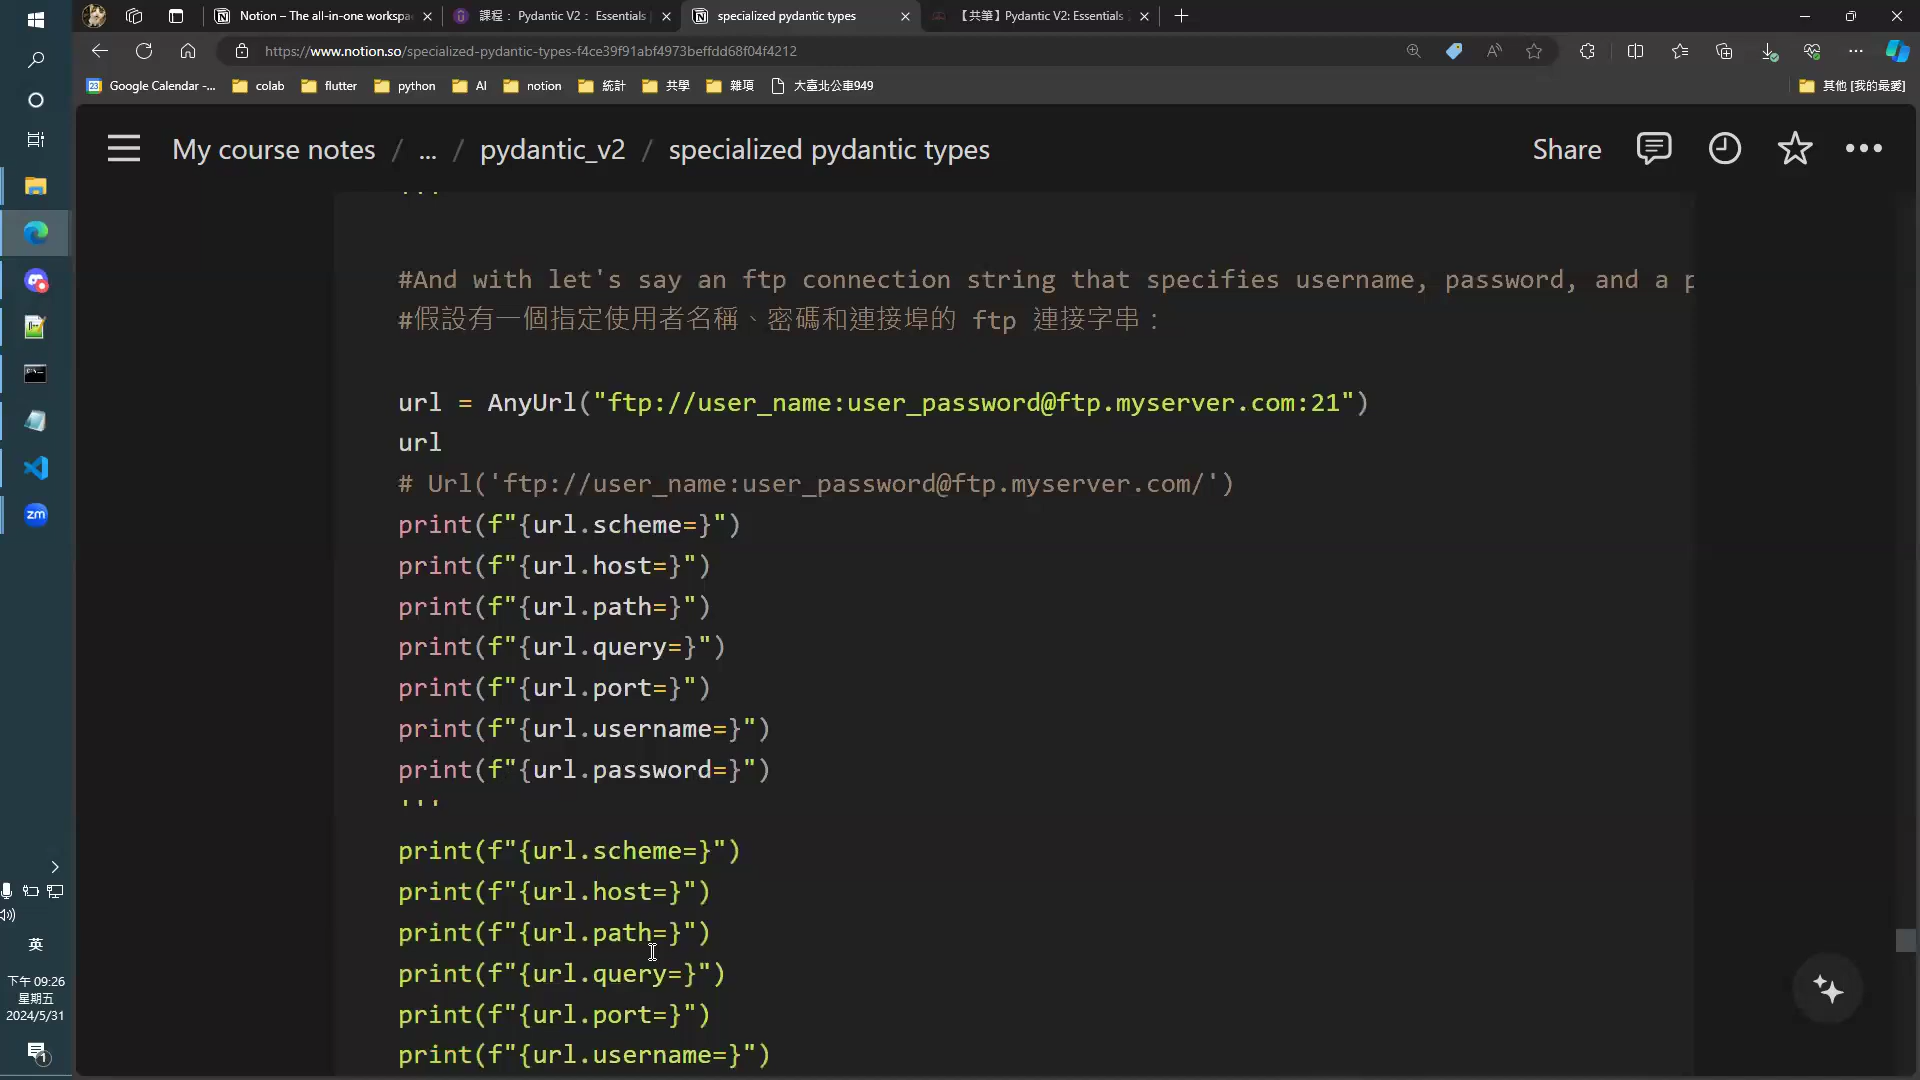 Notion – The all-in-one workspa
課程： Pydantic V2： Essentials
specialized pydantic types
【共筆】Pydantic V2: Essentials
https://www.notion.so/specialized-pydantic-types-f4ce39f91abf4973beffdd68f04f4212
Google Calendar -...
colab
flutter
python
AI
notion
統計
共學
雜項
大臺北公車949
其他 [我的最愛]
My course notes / ... / pydantic_v2 / specialized pydantic types
Share
'''
#And with let's say an ftp connection string that specifies username, password, and a p
#假設有一個指定使用者名稱、密碼和連接埠的 ftp 連接字串：
url = AnyUrl("ftp://user_name:user_password@ftp.myserver.com:21")
url
# Url('ftp://user_name:user_password@ftp.myserver.com/')
print(f"{url.scheme=}")
print(f"{url.host=}")
print(f"{url.path=}")
print(f"{url.query=}")
print(f"{url.port=}")
print(f"{url.username=}")
print(f"{url.password=}")
'''
print(f"{url.scheme=}")
print(f"{url.host=}")
print(f"{url.path=}")
print(f"{url.query=}")
print(f"{url.port=}")
print(f"{url.username=}")
zm
英
下午 09:26
星期五
2024/5/31
1